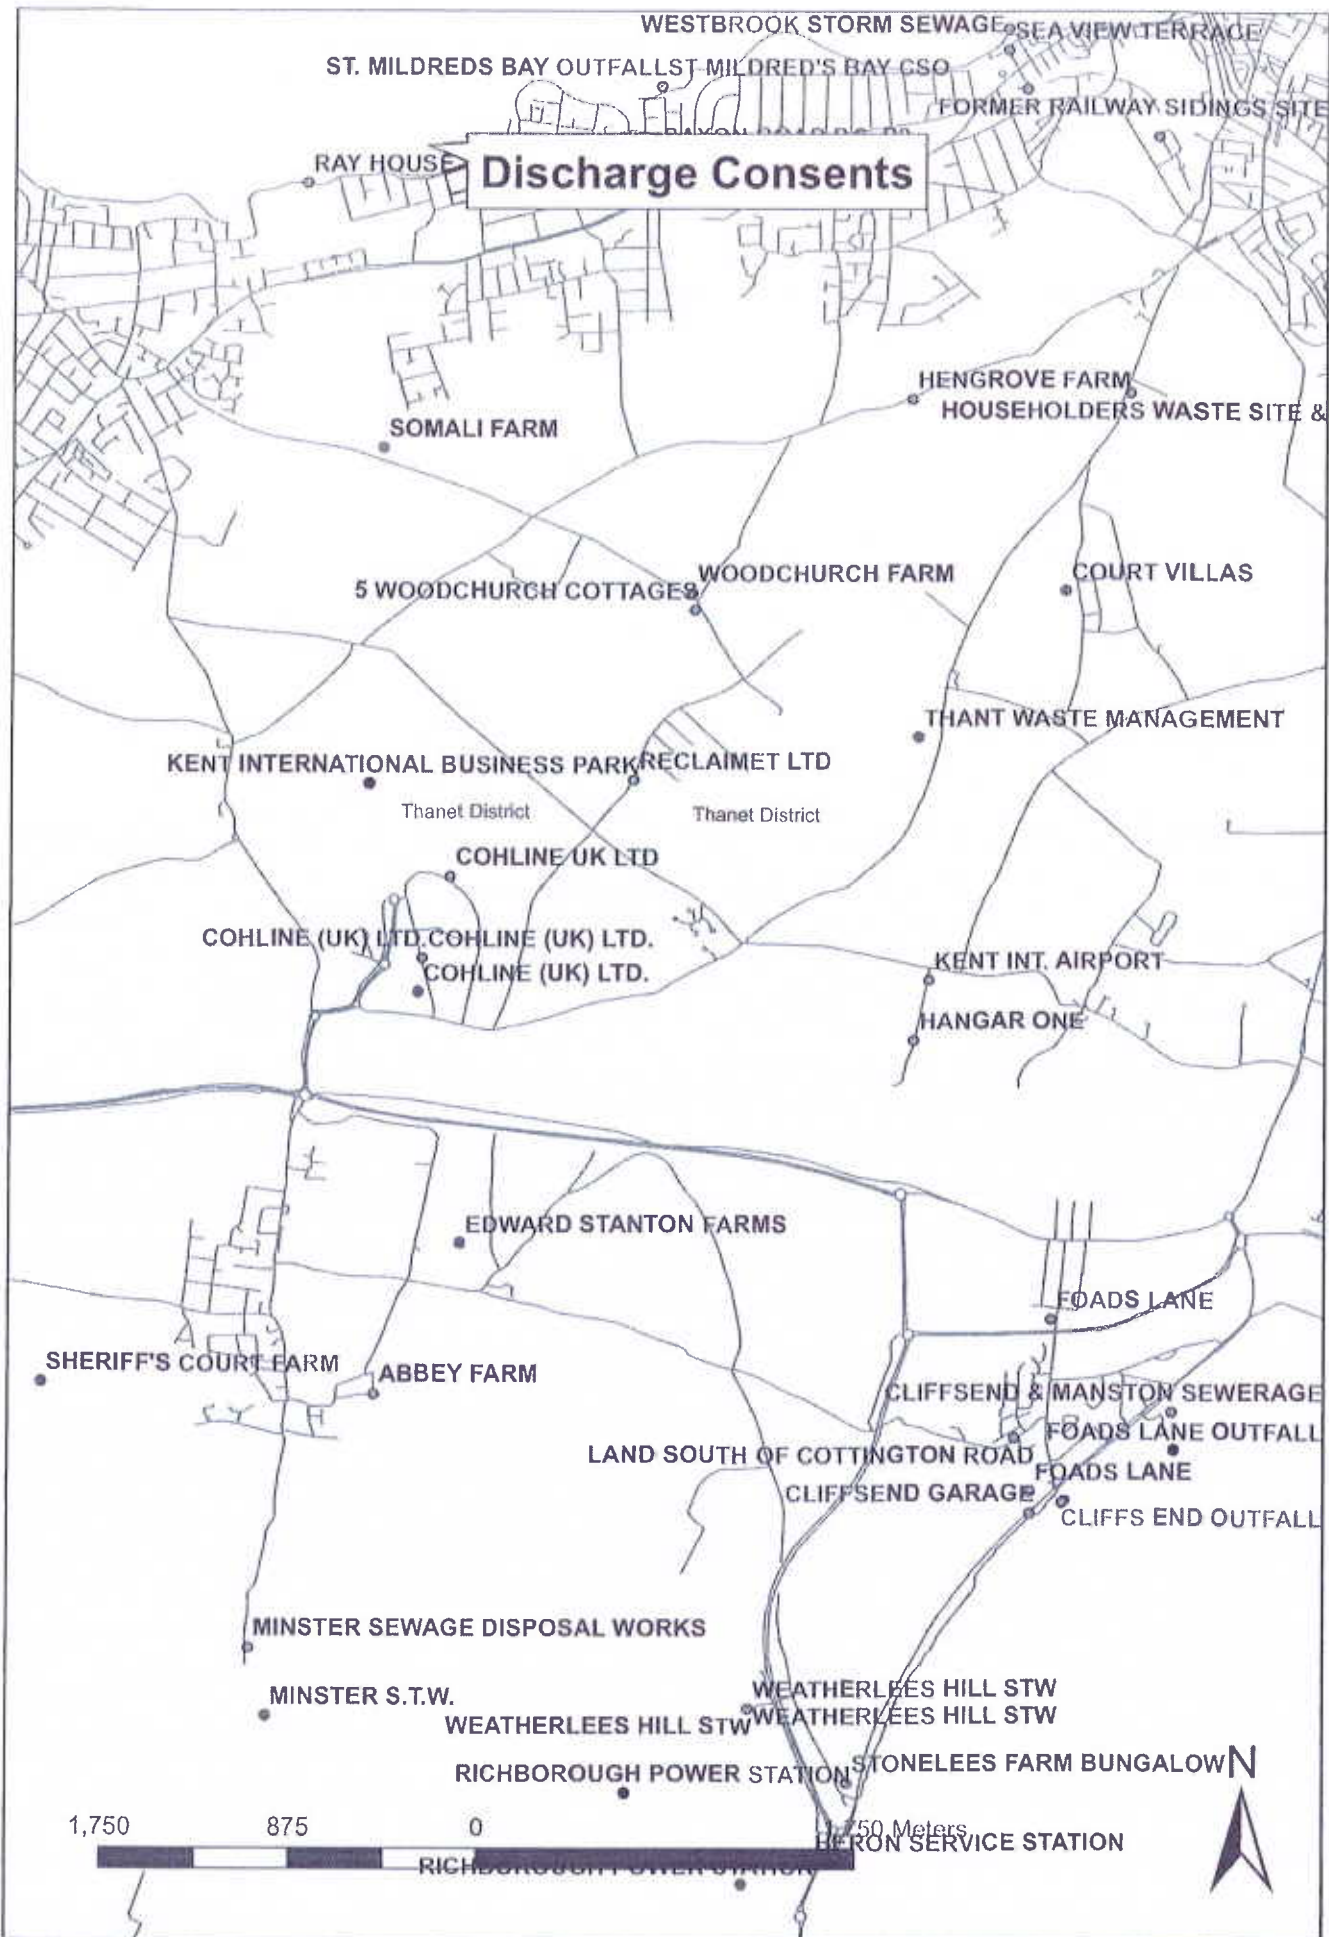 WESTBROOK STORM SEWAGE
SEA VIEW TERRACE
ST. MILDREDS BAY OUTFALL
ST MILDRED'S BAY CSO
FORMER RAILWAY SIDINGS SITE
RAY HOUSE
Discharge Consents
HENGROVE FARM
HOUSEHOLDERS WASTE SITE &
SOMALI FARM
WOODCHURCH FARM
COURT VILLAS
5 WOODCHURCH COTTAGES
THANT WASTE MANAGEMENT
KENT INTERNATIONAL BUSINESS PARK
RECLAIMET LTD
Thanet District
Thanet District
COHLINE UK LTD
COHLINE (UK) LTD.
COHLINE (UK) LTD.
KENT INT. AIRPORT
COHLINE (UK) LTD.
HANGAR ONE
EDWARD STANTON FARMS
FOADS LANE
SHERIFF'S COURT FARM
ABBEY FARM
CLIFFSEND & MANSTON SEWERAGE
FOADS LANE OUTFALL
LAND SOUTH OF COTTINGTON ROAD
FOADS LANE
CLIFFSEND GARAGE
CLIFFS END OUTFALL
MINSTER SEWAGE DISPOSAL WORKS
WEATHERLEES HILL STW
MINSTER S.T.W.
WEATHERLEES HILL STW
WEATHERLEES HILL STW
STONELEES FARM BUNGALOW
N
RICHBOROUGH POWER STATION
1,750 875 0 1,750 Meters
HERON SERVICE STATION
RICHBOROUGH POWER STATION